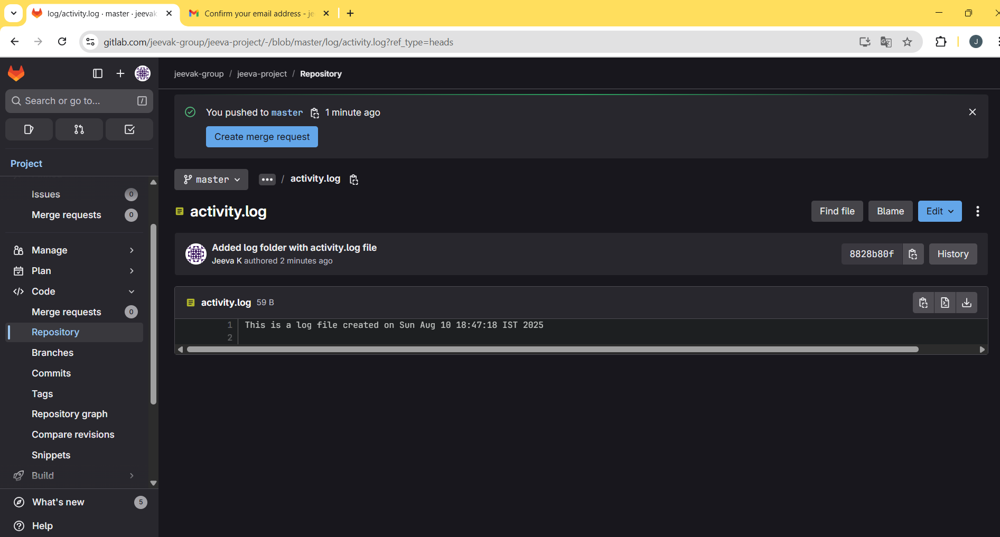 log/activity.log · master · jeevak
Confirm your email address - je
gitlab.com/jeevak-group/jeeva-project/-/blob/master/log/activity.log?ref_type=heads
J
jeevak-group / jeeva-project / Repository
Search or go to... /
You pushed to master 1 minute ago
Create merge request
Project
master ••• / activity.log
Issues 0
Merge requests 0
activity.log
Find file Blame Edit
Added log folder with activity.log file
Jeeva K authored 2 minutes ago
8828b80f History
Manage
Plan
Code
Merge requests 0
Repository
Branches
Commits
Tags
Repository graph
Compare revisions
Snippets
Build
What's new 5
Help
activity.log 59 B
1 This is a log file created on Sun Aug 10 18:47:18 IST 2025
2